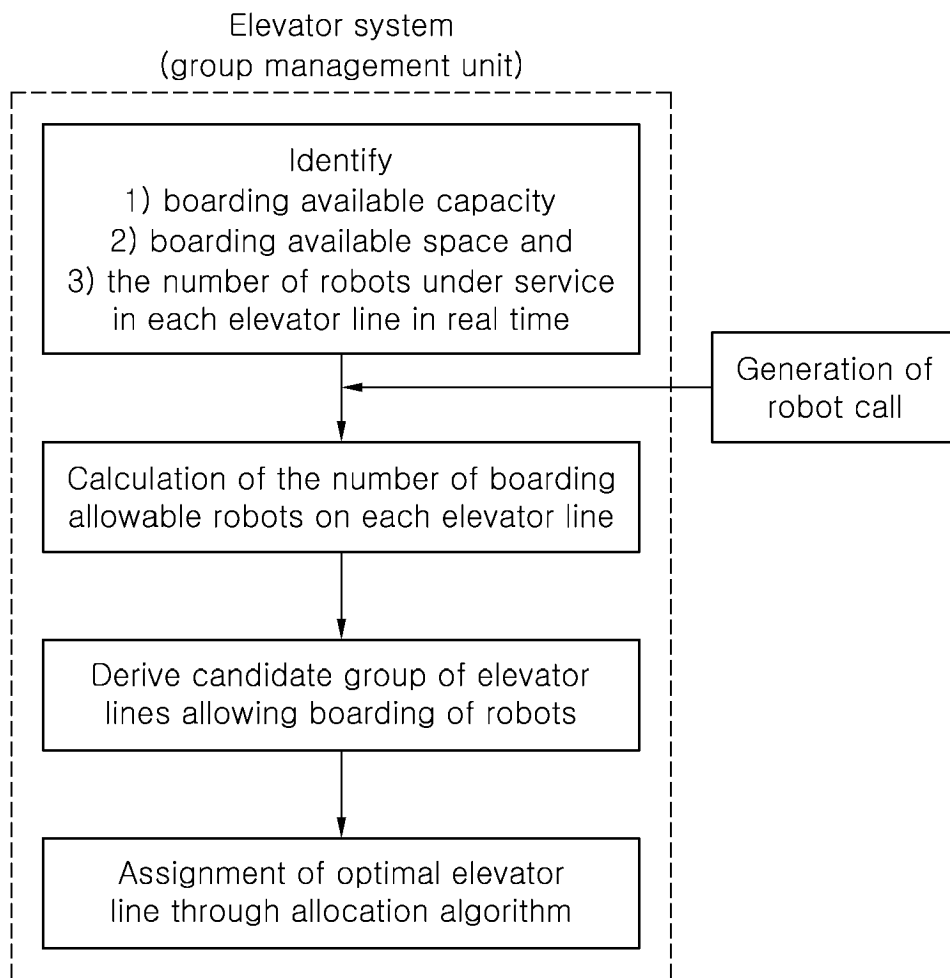 Elevator system
(group management unit)
Identify
1) boarding available capacity
2) boarding available space and
3) the number of robots under service
in each elevator line in real time
Generation of
robot call
Calculation of the number of boarding
allowable robots on each elevator line
Derive candidate group of elevator
lines allowing boarding of robots
Assignment of optimal elevator
line through allocation algorithm